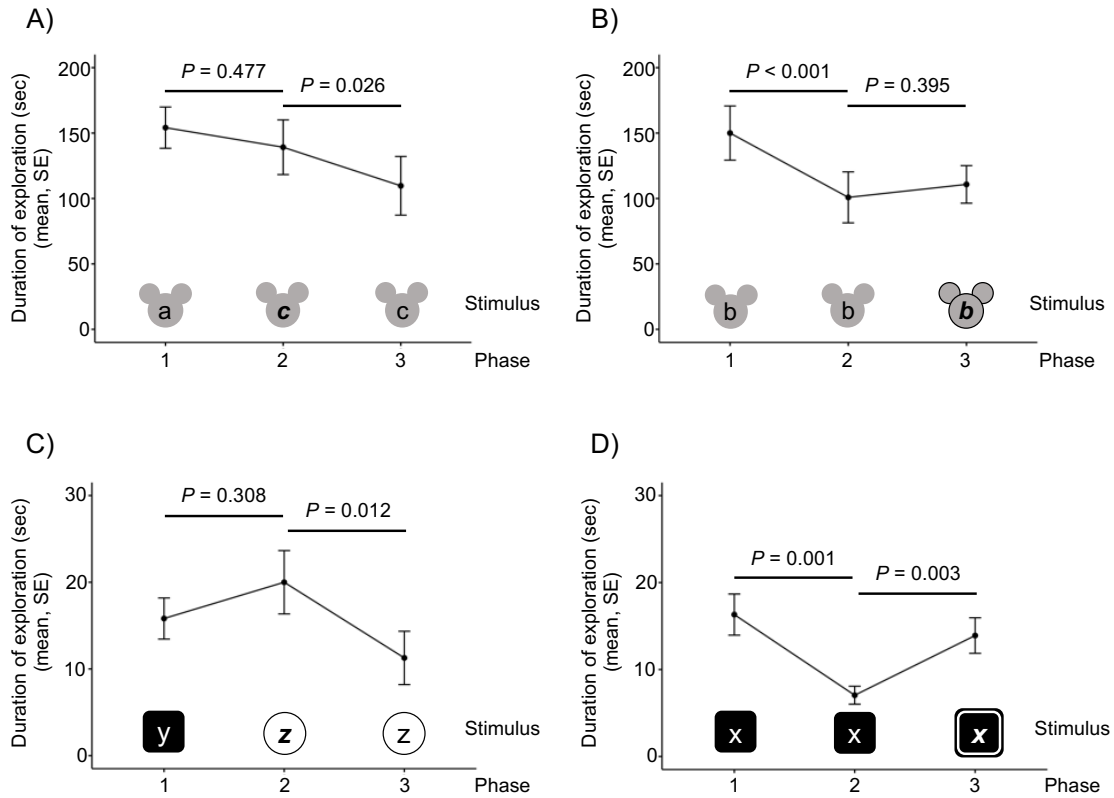 A)
Duration of exploration (sec)
(mean, SE)
200
150
100
50
0
P = 0.477
P = 0.026
a
c
c
Stimulus
1
2
3
Phase
B)
Duration of exploration (sec)
(mean, SE)
200
150
100
50
0
P < 0.001
P = 0.395
b
b
b
Stimulus
1
2
3
Phase
C)
Duration of exploration (sec)
(mean, SE)
30
20
10
0
P = 0.308
P = 0.012
y
z
z
Stimulus
1
2
3
Phase
D)
Duration of exploration (sec)
(mean, SE)
30
20
10
0
P = 0.001
P = 0.003
x
x
x
Stimulus
1
2
3
Phase